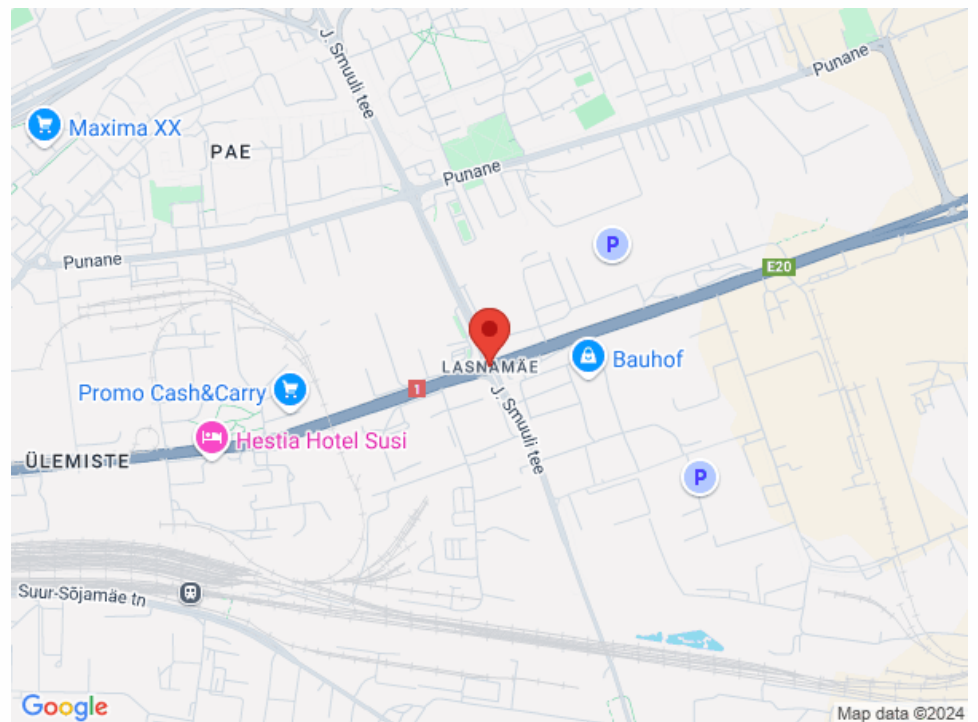 J. Smuuli tee
Punane
Maxima XX
PAE
Punane
P
Punane
E20
LASNAMÄE
Bauhof
1
Promo Cash&Carry
J. Smuuli tee
Hestia Hotel Susi
ÜLEMISTE
P
Suur-Sõjamäe tn
Google
Map data ©2024